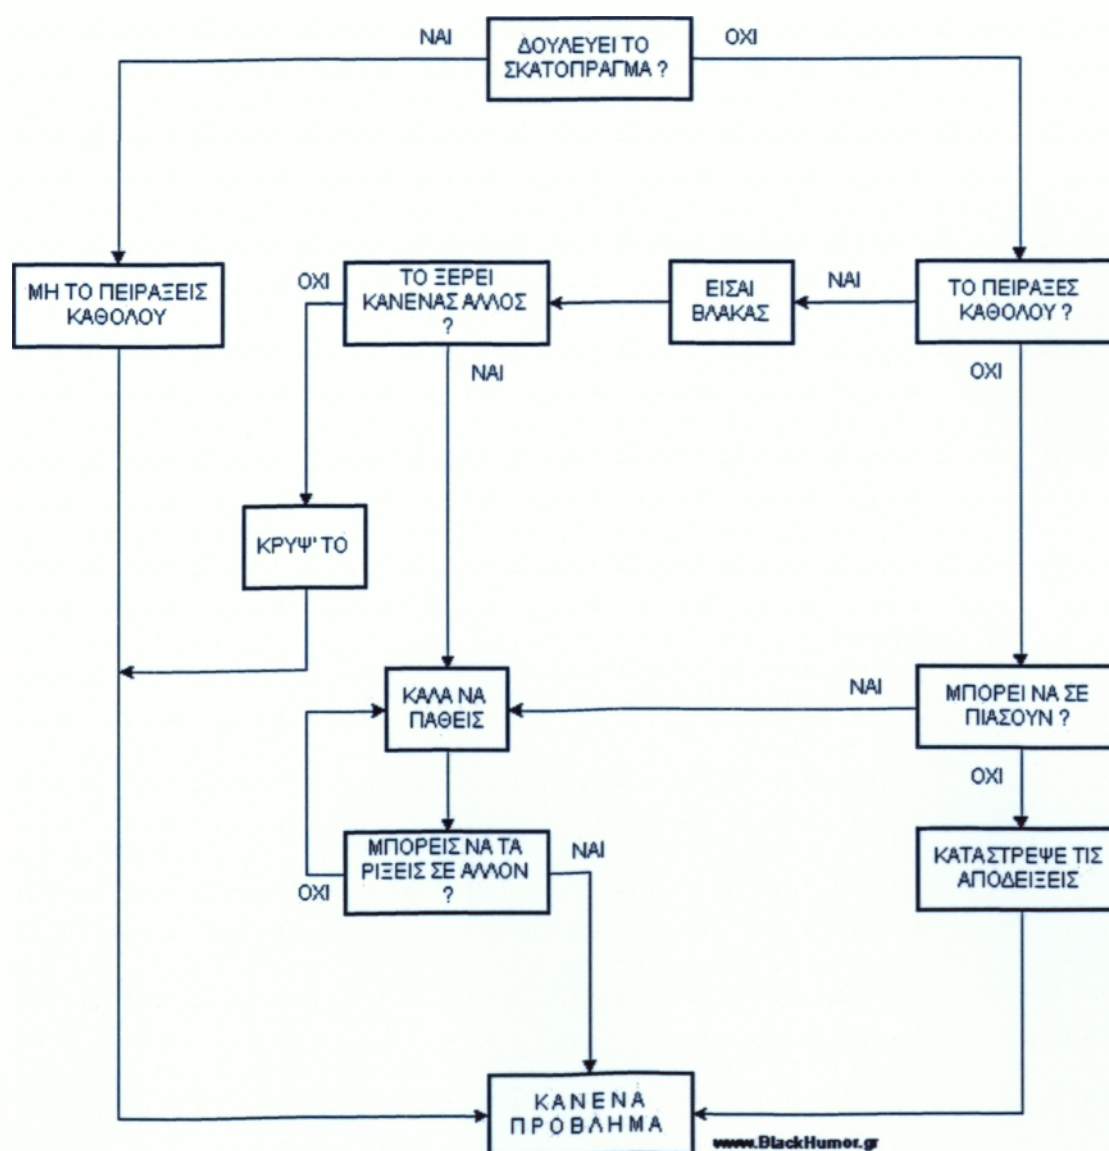 ΝΑΙ
ΔΟΥΛΕΥΕΙ ΤΟ
ΣΚΑΤΟΠΡΑΓΜΑ ?
ΟΧΙ
ΜΗ ΤΟ ΠΕΙΡΑΞΕΙΣ
ΚΑΘΟΛΟΥ
ΟΧΙ
ΤΟ ΞΕΡΕΙ
ΚΑΝΕΝΑΣ ΑΛΛΟΣ
?
ΝΑΙ
ΕΙΣΑΙ
ΒΛΑΚΑΣ
ΝΑΙ
ΤΟ ΠΕΙΡΑΞΕΣ
ΚΑΘΟΛΟΥ ?
ΟΧΙ
ΚΡΥΨ' ΤΟ
ΚΑΛΑ ΝΑ
ΠΑΘΕΙΣ
ΝΑΙ
ΜΠΟΡΕΙ ΝΑ ΣΕ
ΠΙΑΣΟΥΝ ?
ΟΧΙ
ΜΠΟΡΕΙΣ ΝΑ ΤΑ
ΡΙΞΕΙΣ ΣΕ ΑΛΛΟΝ
?
ΟΧΙ
ΝΑΙ
ΚΑΤΑΣΤΡΕΨΕ ΤΙΣ
ΑΠΟΔΕΙΞΕΙΣ
ΚΑΝΕΝΑ
ΠΡΟΒΛΗΜΑ
www.BlackHumor.gr